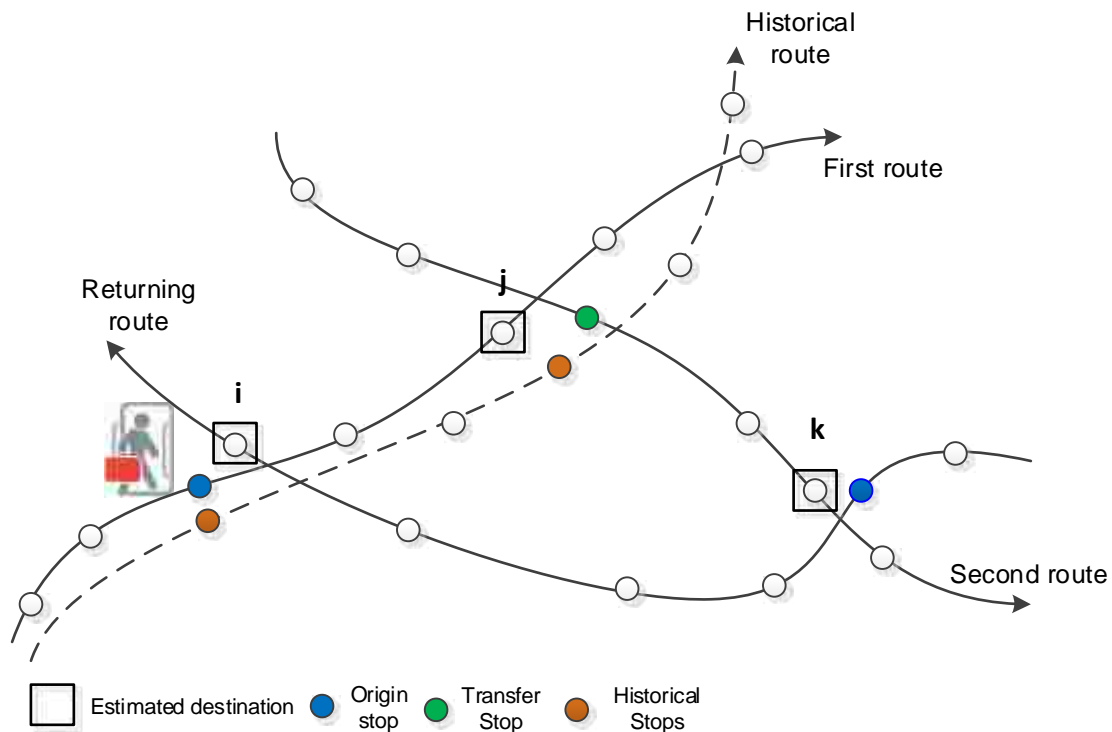 Historical
route
First route
j
Returning
route
i
k
Second route
Estimated destination
Origin
stop
Transfer
Stop
Historical
Stops